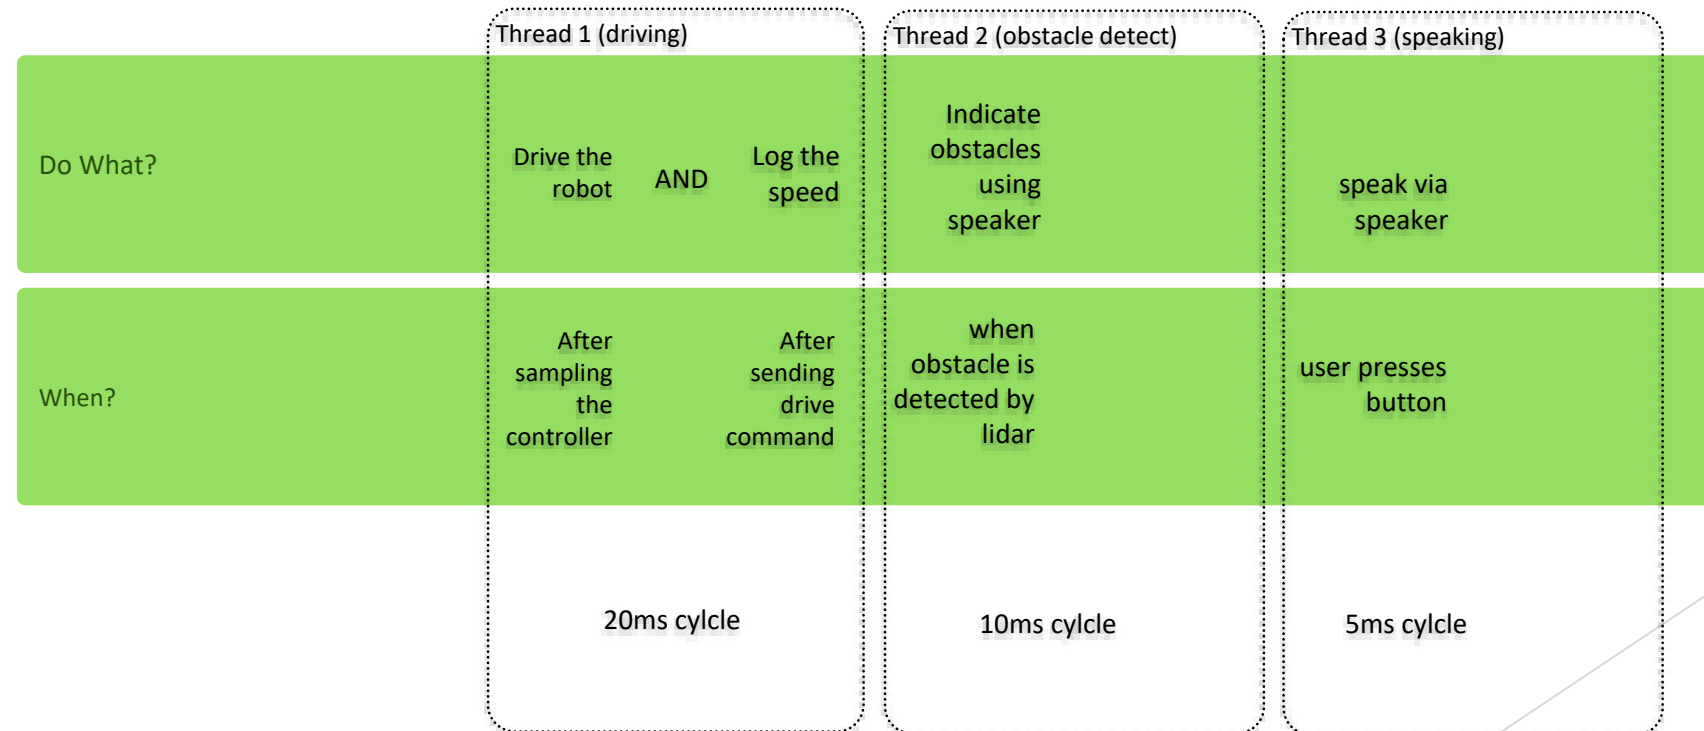 Thread 1 (driving)
Thread 2 (obstacle detect)
Thread 3 (speaking)
Do What?
Drive the
robot
AND
Log the
speed
Indicate
obstacles
using
speaker
speak via
speaker
When?
After
sampling
the
controller
After
sending
drive
command
when
obstacle is
detected by
lidar
user presses
button
20ms cylcle
10ms cylcle
5ms cylcle